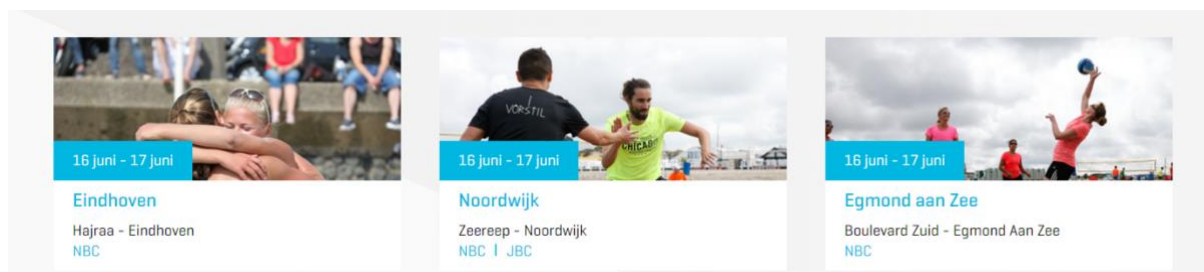 16 juni - 17 juni
Eindhoven
Hajraa - Eindhoven
NBC
VORSTIL
16 juni - 17 juni
CHICAGO
Noordwijk
Zeereep - Noordwijk
NBC | JBC
16 juni - 17 juni
Egmond aan Zee
Boulevard Zuid - Egmond Aan Zee
NBC